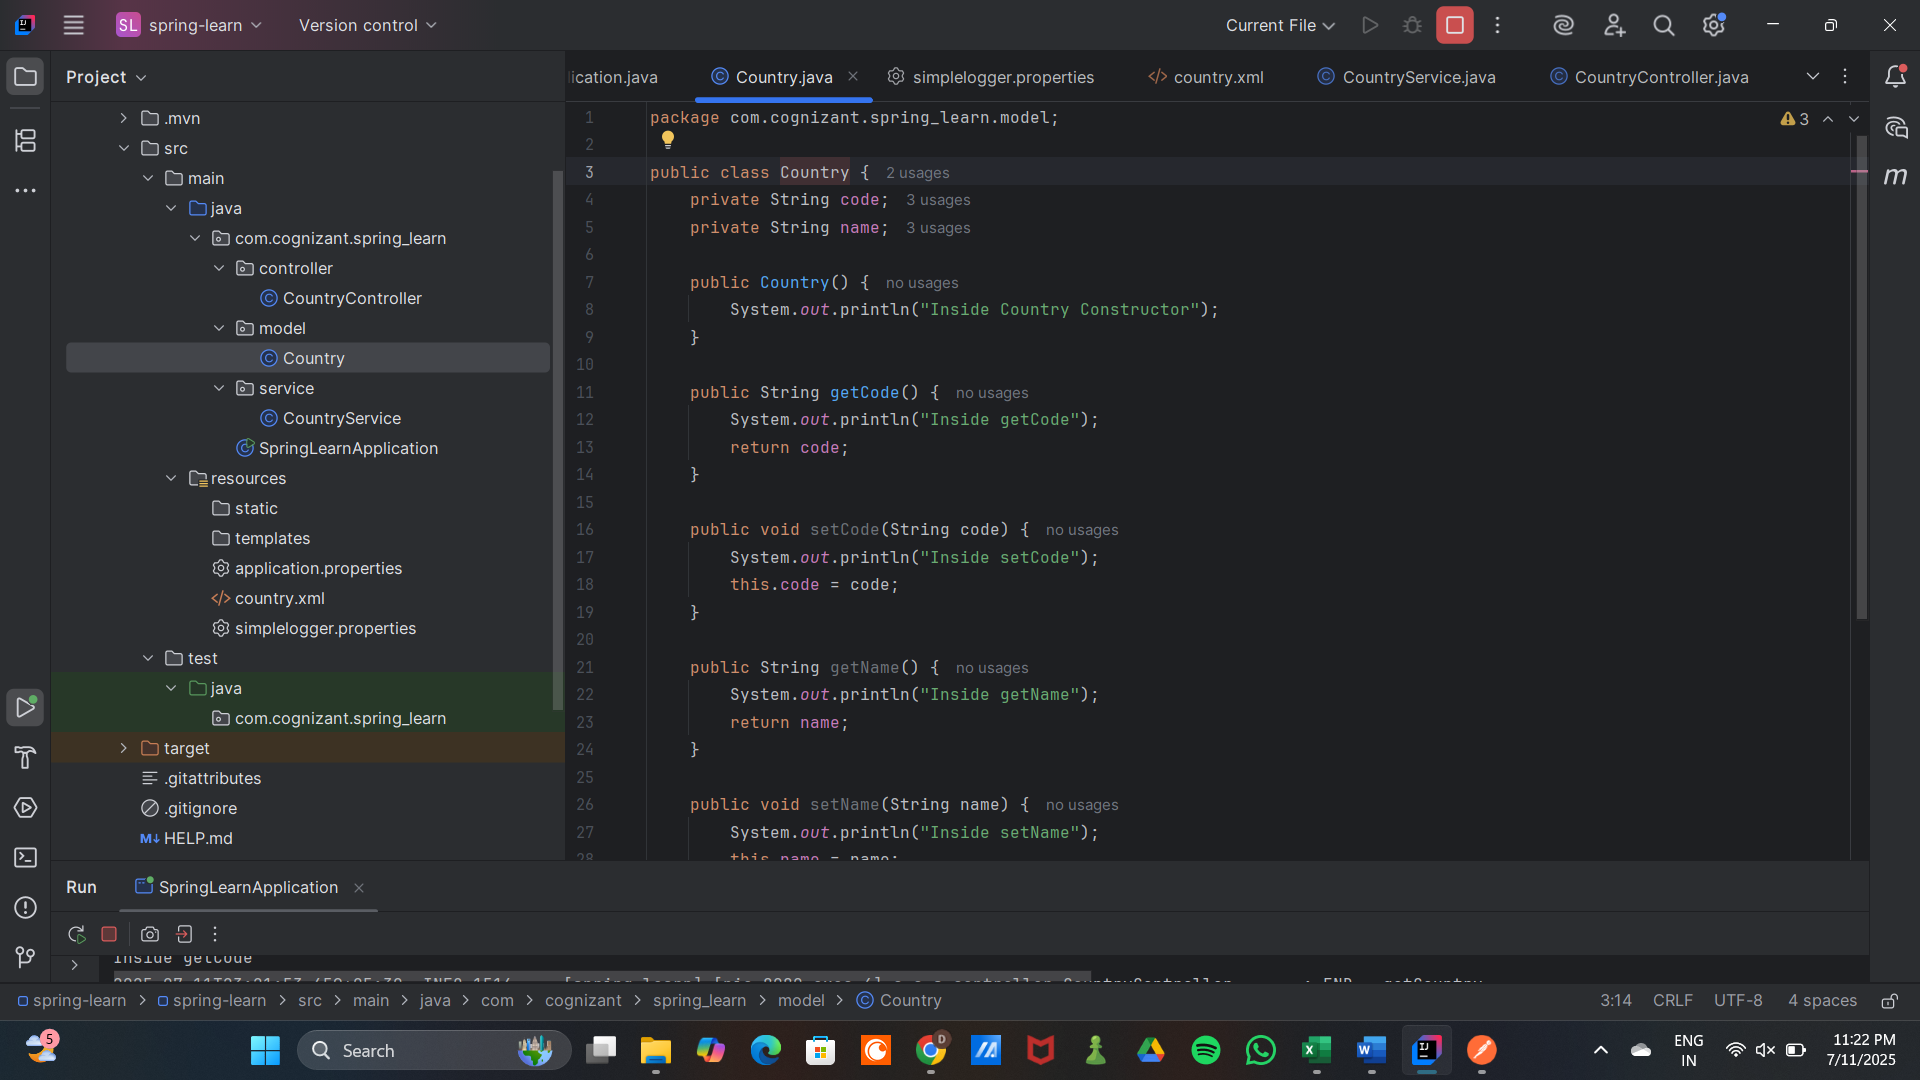 SL spring-learn
Version control
Current File
Project
ication.java
Country.java
simplelogger.properties
country.xml
CountryService.java
CountryController.java
.mvn
src
main
java
com.cognizant.spring_learn
controller
CountryController
model
Country
service
CountryService
SpringLearnApplication
resources
static
templates
application.properties
country.xml
simplelogger.properties
test
java
com.cognizant.spring_learn
target
.gitattributes
.gitignore
M↓ HELP.md
3
1 package com.cognizant.spring_learn.model;
2
3 public class Country { 2 usages
4 private String code; 3 usages
5 private String name; 3 usages
6
7 public Country() { no usages
8 System.out.println("Inside Country Constructor");
9 }
10
11 public String getCode() { no usages
12 System.out.println("Inside getCode");
13 return code;
14 }
15
16 public void setCode(String code) { no usages
17 System.out.println("Inside setCode");
18 this.code = code;
19 }
20
21 public String getName() { no usages
22 System.out.println("Inside getName");
23 return name;
24 }
25
26 public void setName(String name) { no usages
27 System.out.println("Inside setName");
28 this.name = name;
m
Run
SpringLearnApplication
Inside getCode
spring-learn > spring-learn > src > main > java > com > cognizant > spring_learn > model > Country
3:14 CRLF UTF-8 4 spaces
5
Search
D
ENG
IN
11:22 PM
7/11/2025